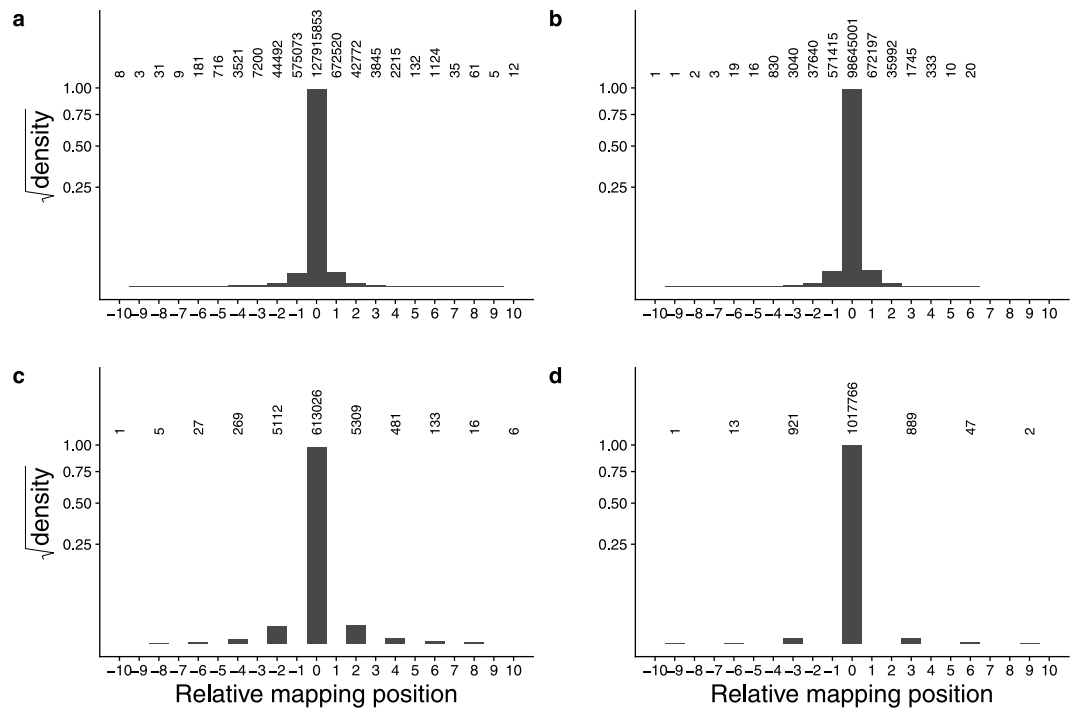 a
8 3 31 9 181 716 3521 7200 44492 575073 127915853 672520 42772 3845 2215 132 1124 35 61 5 12
1.00
0.75
0.50
0.25
√density
−10 −9 −8 −7 −6 −5 −4 −3 −2 −1 0 1 2 3 4 5 6 7 8 9 10
b
1 1 2 3 19 16 830 3040 37640 571415 98645001 672197 35992 1745 333 10 20
1.00
0.75
0.50
0.25
−10 −9 −8 −7 −6 −5 −4 −3 −2 −1 0 1 2 3 4 5 6 7 8 9 10
c
1 5 27 269 5112 613026 5309 481 133 16 6
1.00
0.75
0.50
0.25
√density
−10 −9 −8 −7 −6 −5 −4 −3 −2 −1 0 1 2 3 4 5 6 7 8 9 10
Relative mapping position
d
1 13 921 1017766 889 47 2
1.00
0.75
0.50
0.25
−10 −9 −8 −7 −6 −5 −4 −3 −2 −1 0 1 2 3 4 5 6 7 8 9 10
Relative mapping position